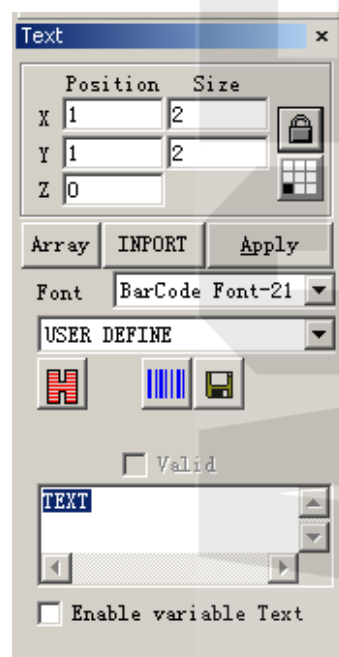 Text ×
Position Size
X 1 2
Y 1 2
Z 0
Array INPORT Apply
Font BarCode Font-21
USER DEFINE
Valid
TEXT
Enable variable Text